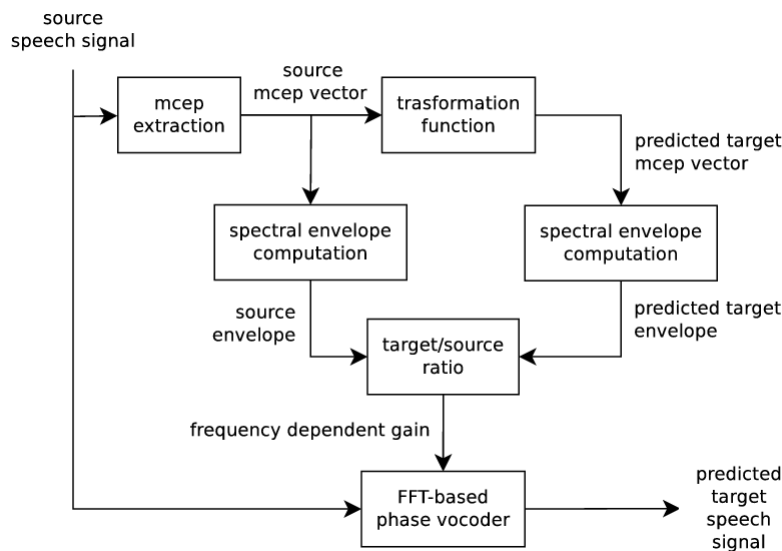 source
speech signal
mcep
extraction
source
mcep vector
trasformation
function
predicted target
mcep vector
spectral envelope
computation
spectral envelope
computation
source
envelope
predicted target
envelope
target/source
ratio
frequency dependent gain
FFT-based
phase vocoder
predicted
target
speech
signal